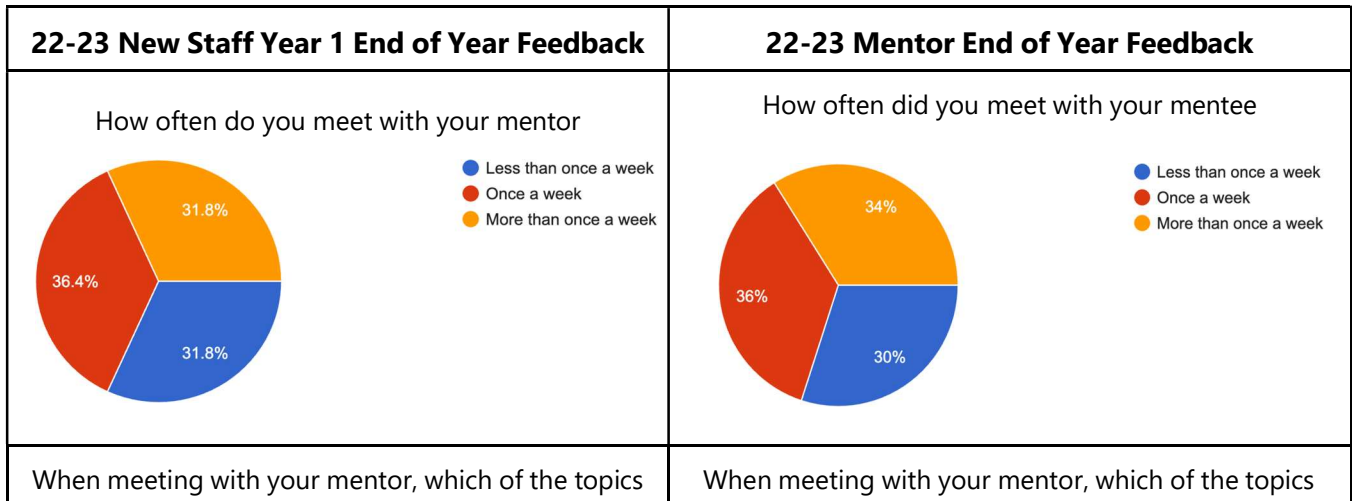 22-23 New Staff Year 1 End of Year Feedback
22-23 Mentor End of Year Feedback
How often do you meet with your mentor
Less than once a week
Once a week
More than once a week
31.8%
36.4%
31.8%
How often did you meet with your mentee
Less than once a week
Once a week
More than once a week
34%
36%
30%
When meeting with your mentor, which of the topics
When meeting with your mentor, which of the topics